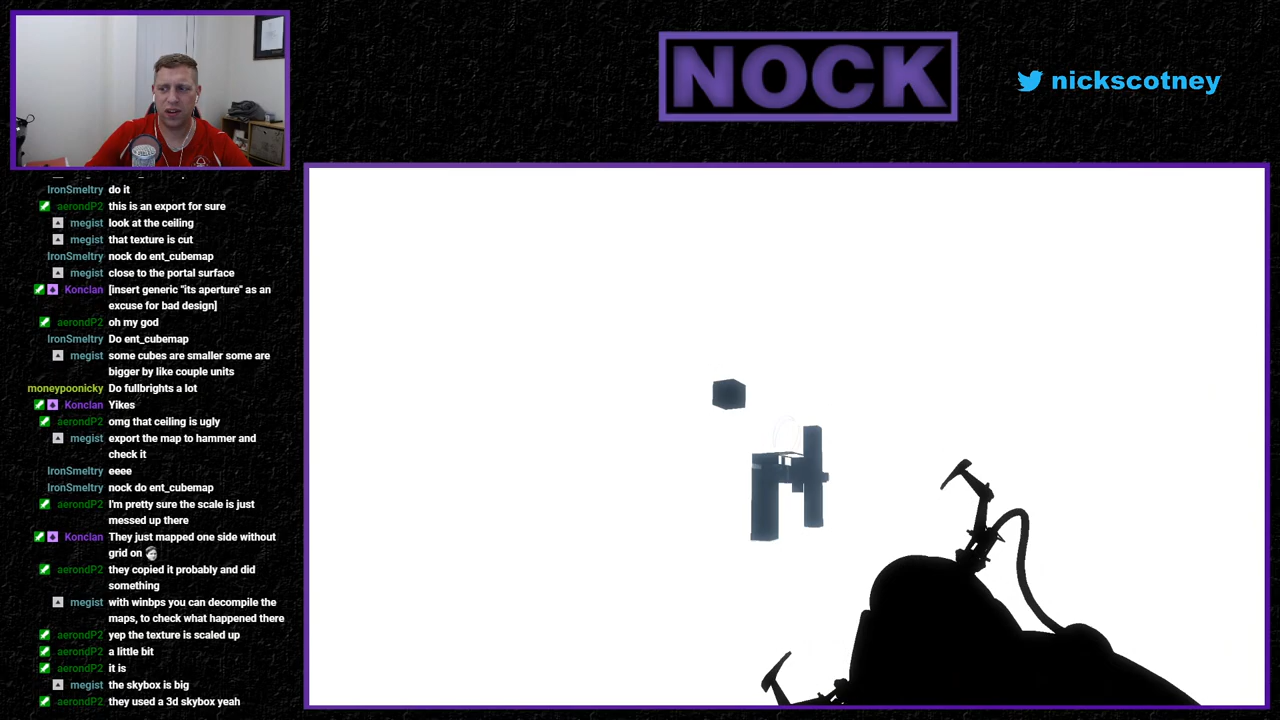 NOCK
nickscotney
IronSmeltry do it
aerondP2 this is an export for sure
megist look at the ceiling
megist that texture is cut
IronSmeltry nock do ent_cubemap
megist close to the portal surface
Konclan [insert generic "its aperture" as an
excuse for bad design]
aerondP2 oh my god
IronSmeltry Do ent_cubemap
megist some cubes are smaller some are
bigger by like couple units
moneypoonicky Do fullbrights a lot
Konclan Yikes
aerondP2 omg that ceiling is ugly
megist export the map to hammer and
check it
IronSmeltry eeee
IronSmeltry nock do ent_cubemap
aerondP2 I'm pretty sure the scale is just
messed up there
Konclan They just mapped one side without
grid on
aerondP2 they copied it probably and did
something
megist with winbps you can decompile the
maps, to check what happened there
aerondP2 yep the texture is scaled up
aerondP2 a little bit
aerondP2 it is
megist the skybox is big
aerondP2 they used a 3d skybox yeah